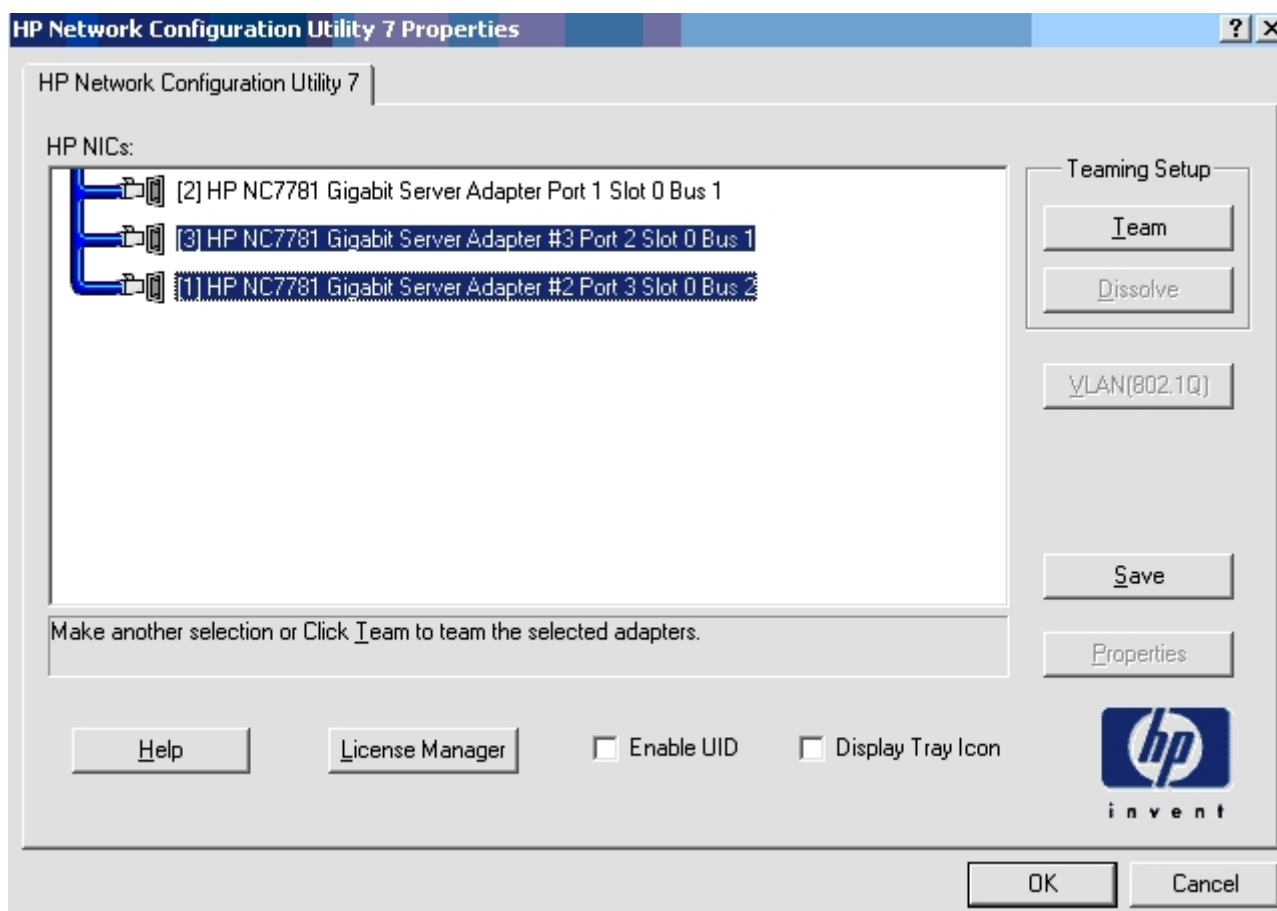 HP Network Configuration Utility 7 Properties
?
HP Network Configuration Utility 7
HP NICs:
[2] HP NC7781 Gigabit Server Adapter Port 1 Slot 0 Bus 1
[3] HP NC7781 Gigabit Server Adapter #3 Port 2 Slot 0 Bus 1
[1] HP NC7781 Gigabit Server Adapter #2 Port 3 Slot 0 Bus 2
Teaming Setup
Team
Dissolve
VLAN(802.1Q)
Save
Make another selection or Click Team to team the selected adapters.
Properties
Help
License Manager
Enable UID
Display Tray Icon
hp
invent
OK
Cancel